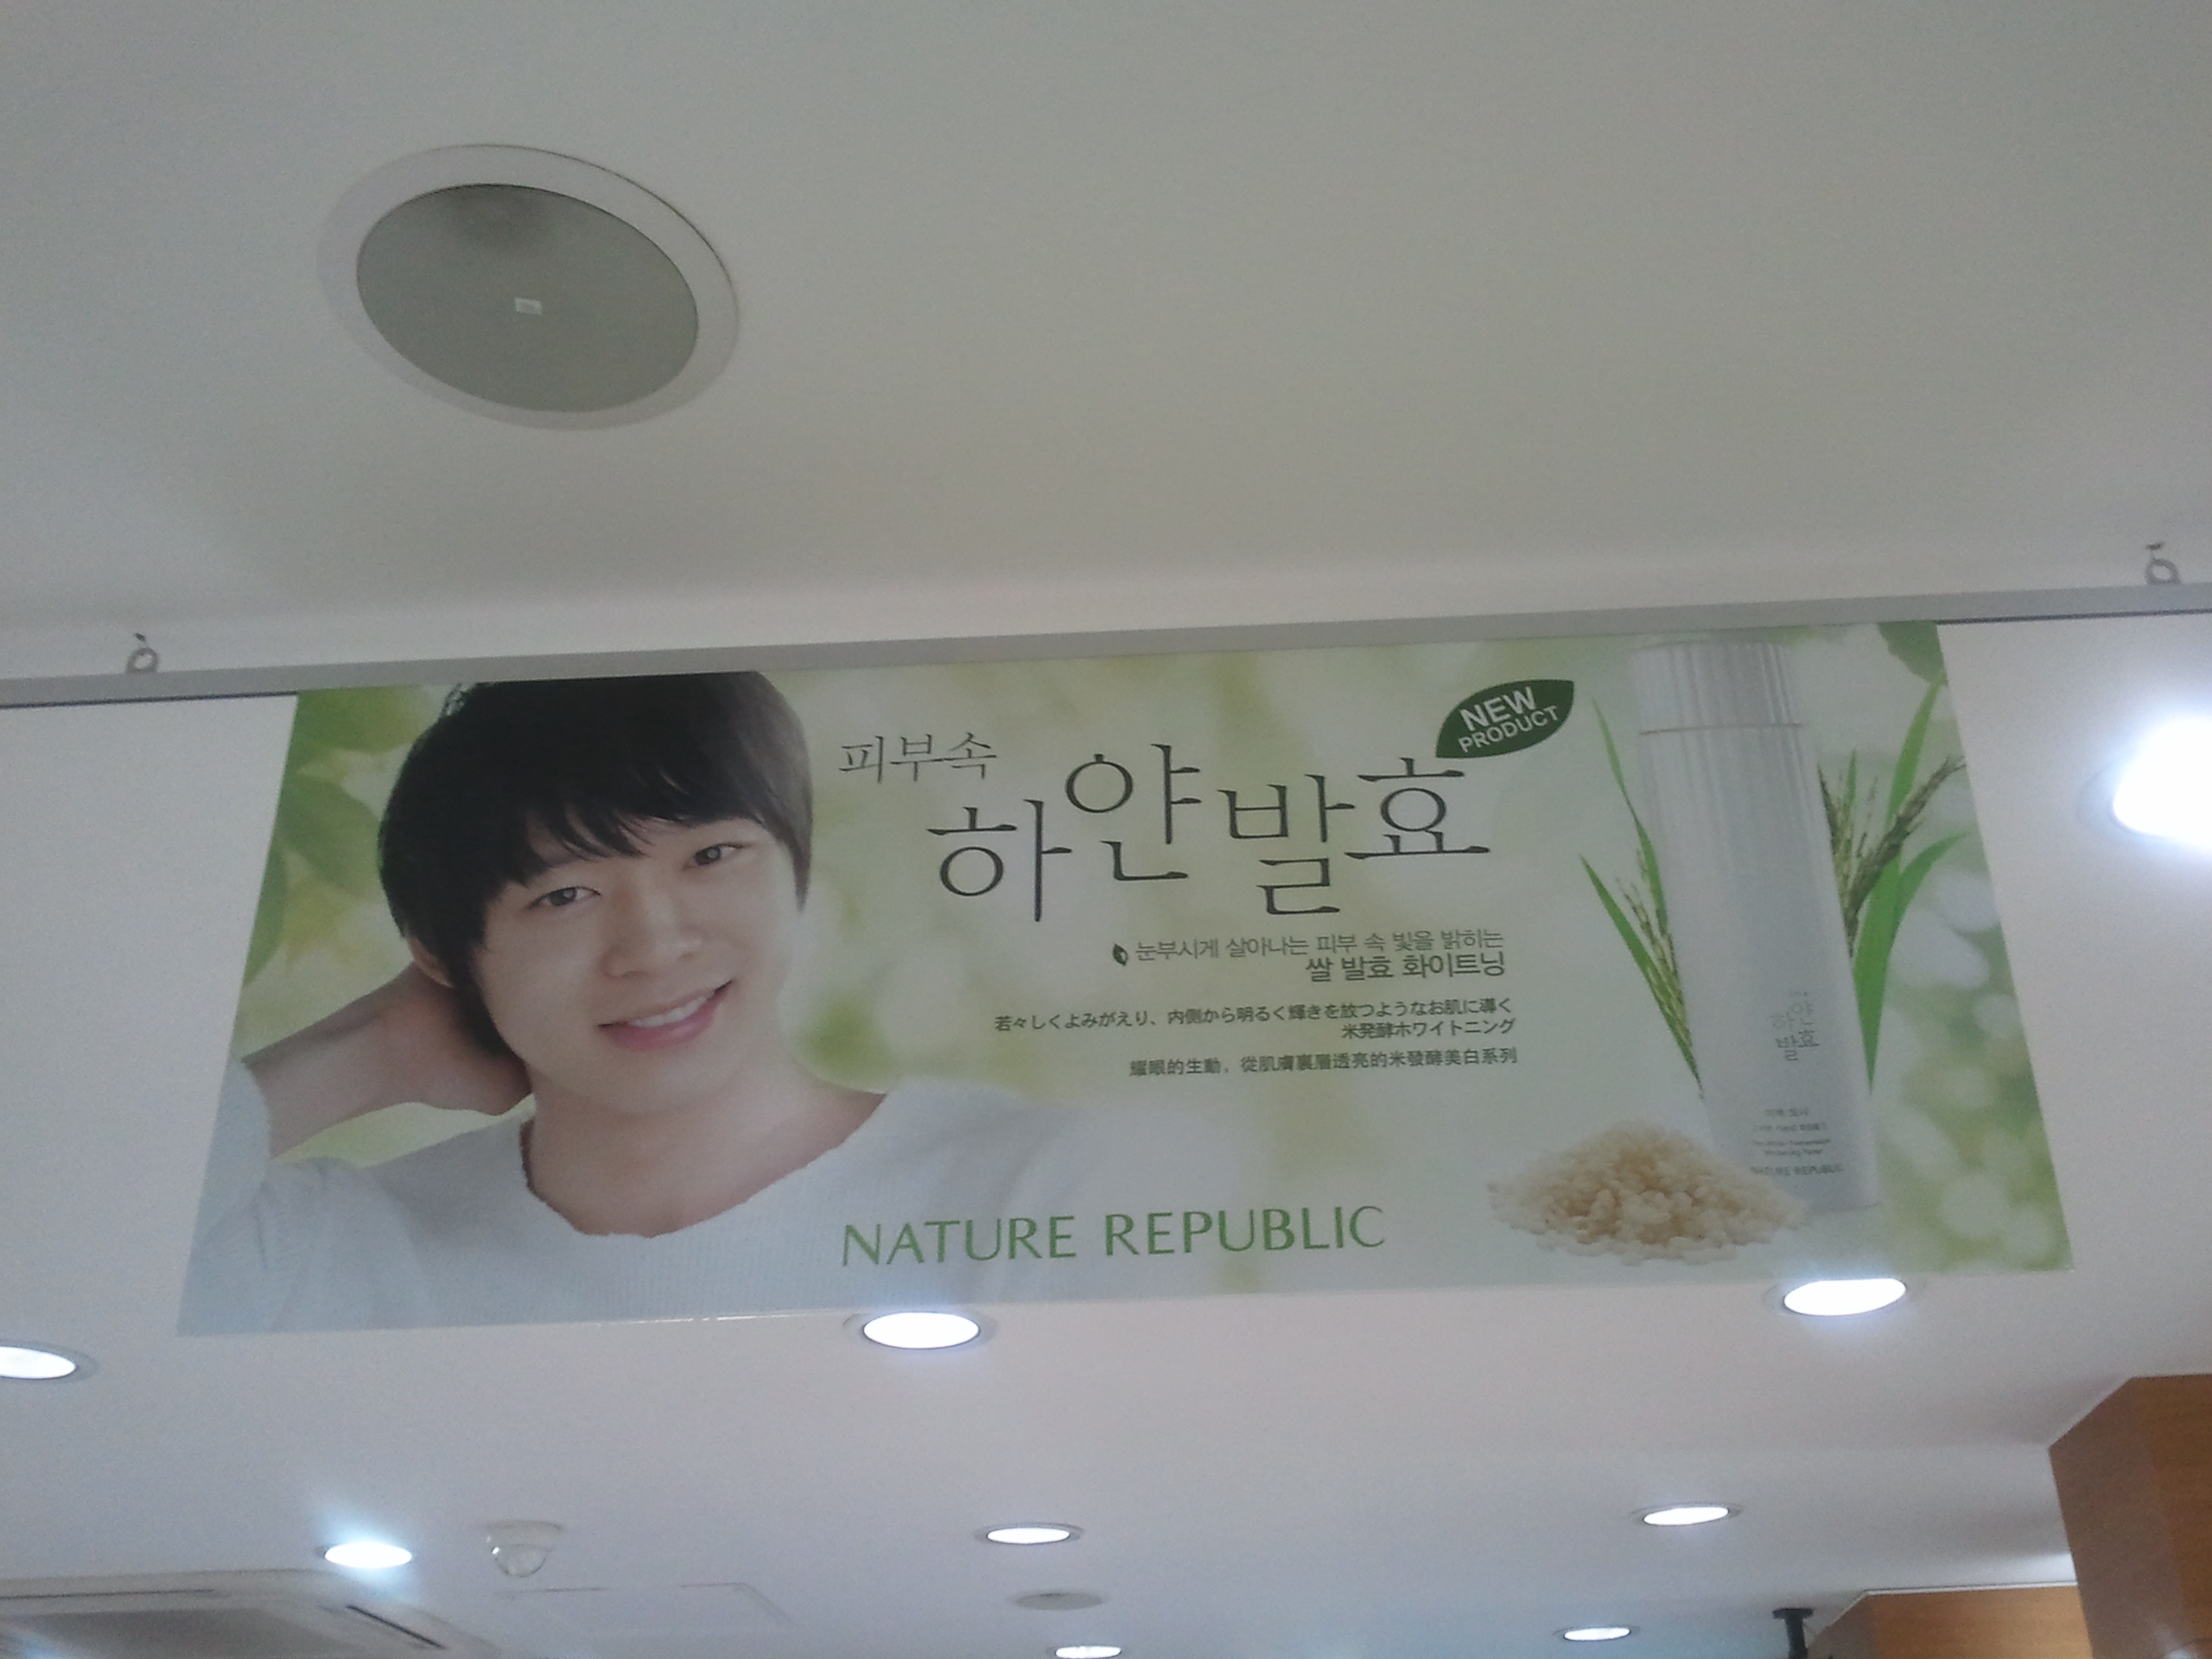 NEW
PRODUCT
피부속
하얀발효
눈부시게 살아나는 피부 속 빛을 밝히는
쌀 발효 화이트닝
若々しくよみがえり、内側から明るく輝きを放つようなお肌に導く
米発酵ホワイトニング
耀眼的生動，從肌膚裏層透亮的米發酵美白系列
NATURE REPUBLIC
하얀
발효
NATURE REPUBLIC